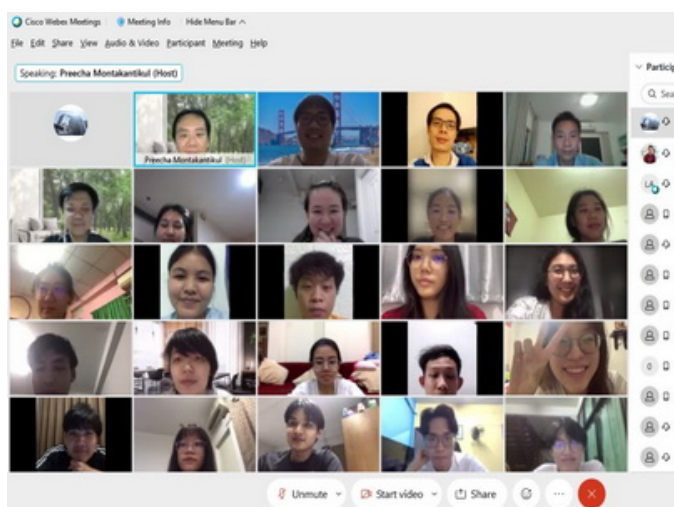 Cisco Webex Meetings Meeting Info Hide Menu Bar
File Edit Share View Audio & Video Participant Meeting Help
Speaking: Preecha Montakantikul (Host)
Particip
Sea
Preecha Montakantikul (Host)
Unmute Start video Share